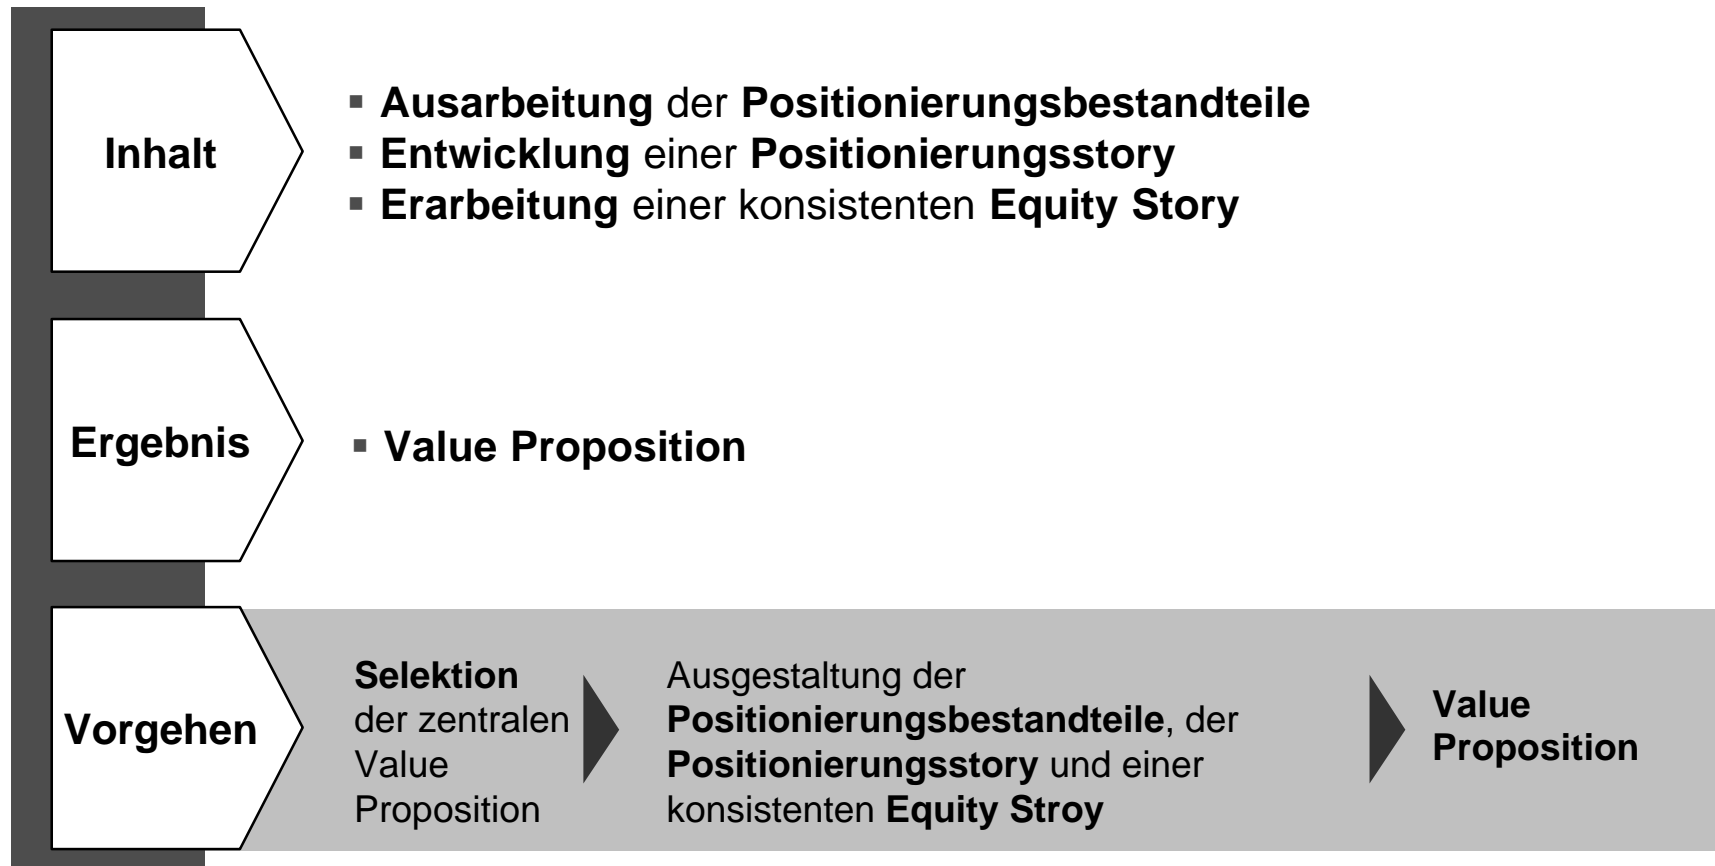 Inhalt
▪ Ausarbeitung der Positionierungsbestandteile
▪ Entwicklung einer Positionierungsstory
▪ Erarbeitung einer konsistenten Equity Story
Ergebnis
▪ Value Proposition
Vorgehen
Selektion
der zentralen
Value
Proposition
Ausgestaltung der
Positionierungsbestandteile, der
Positionierungsstory und einer
konsistenten Equity Stroy
Value
Proposition